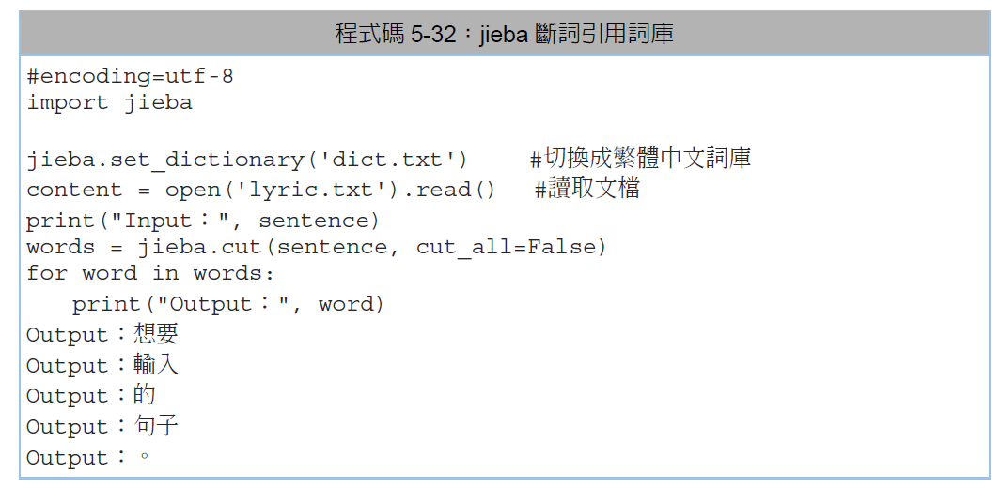 程式碼 5-32：jieba 斷詞引用詞庫
#encoding=utf-8
import jieba
jieba.set_dictionary('dict.txt') #切換成繁體中文詞庫
content = open('lyric.txt').read() #讀取文檔
print("Input：", sentence)
words = jieba.cut(sentence, cut_all=False)
for word in words:
print("Output：", word)
Output：想要
Output：輸入
Output：的
Output：句子
Output：。